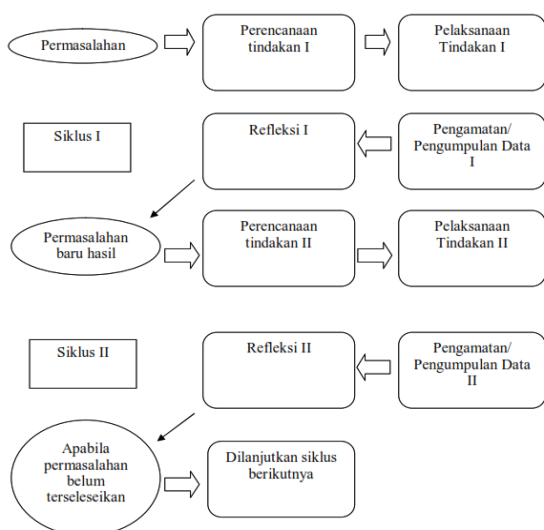 Permasalahan
Perencanaan
tindakan I
Pelaksanaan
Tindakan I
Siklus I
Refleksi I
Pengamatan/
Pengumpulan Data
I
Permasalahan
baru hasil
Perencanaan
tindakan II
Pelaksanaan
Tindakan II
Siklus II
Refleksi II
Pengamatan/
Pengumpulan Data
II
Apabila
permasalahan
belum
terseleseikan
Dilanjutkan siklus
berikutnya